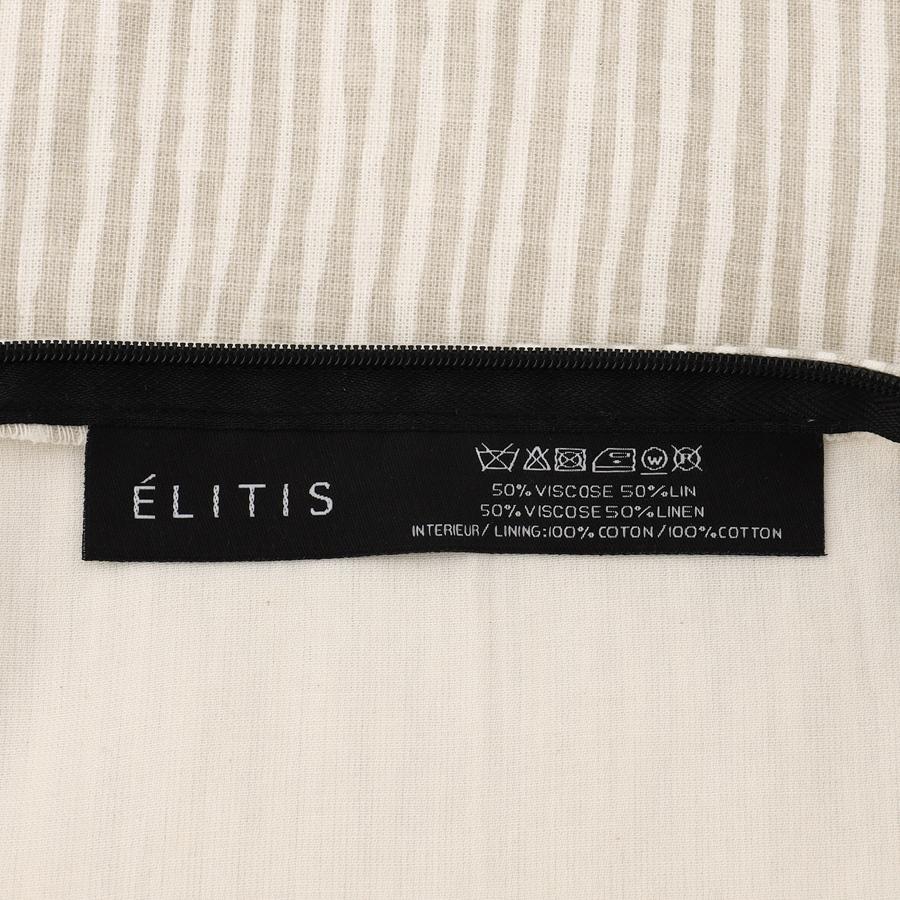 ÉLITIS
50% VISCOSE 50% LIN
50% VISCOSE 50% LINEN
INTERIEUR / LINING:100% COTON /100% COTTON